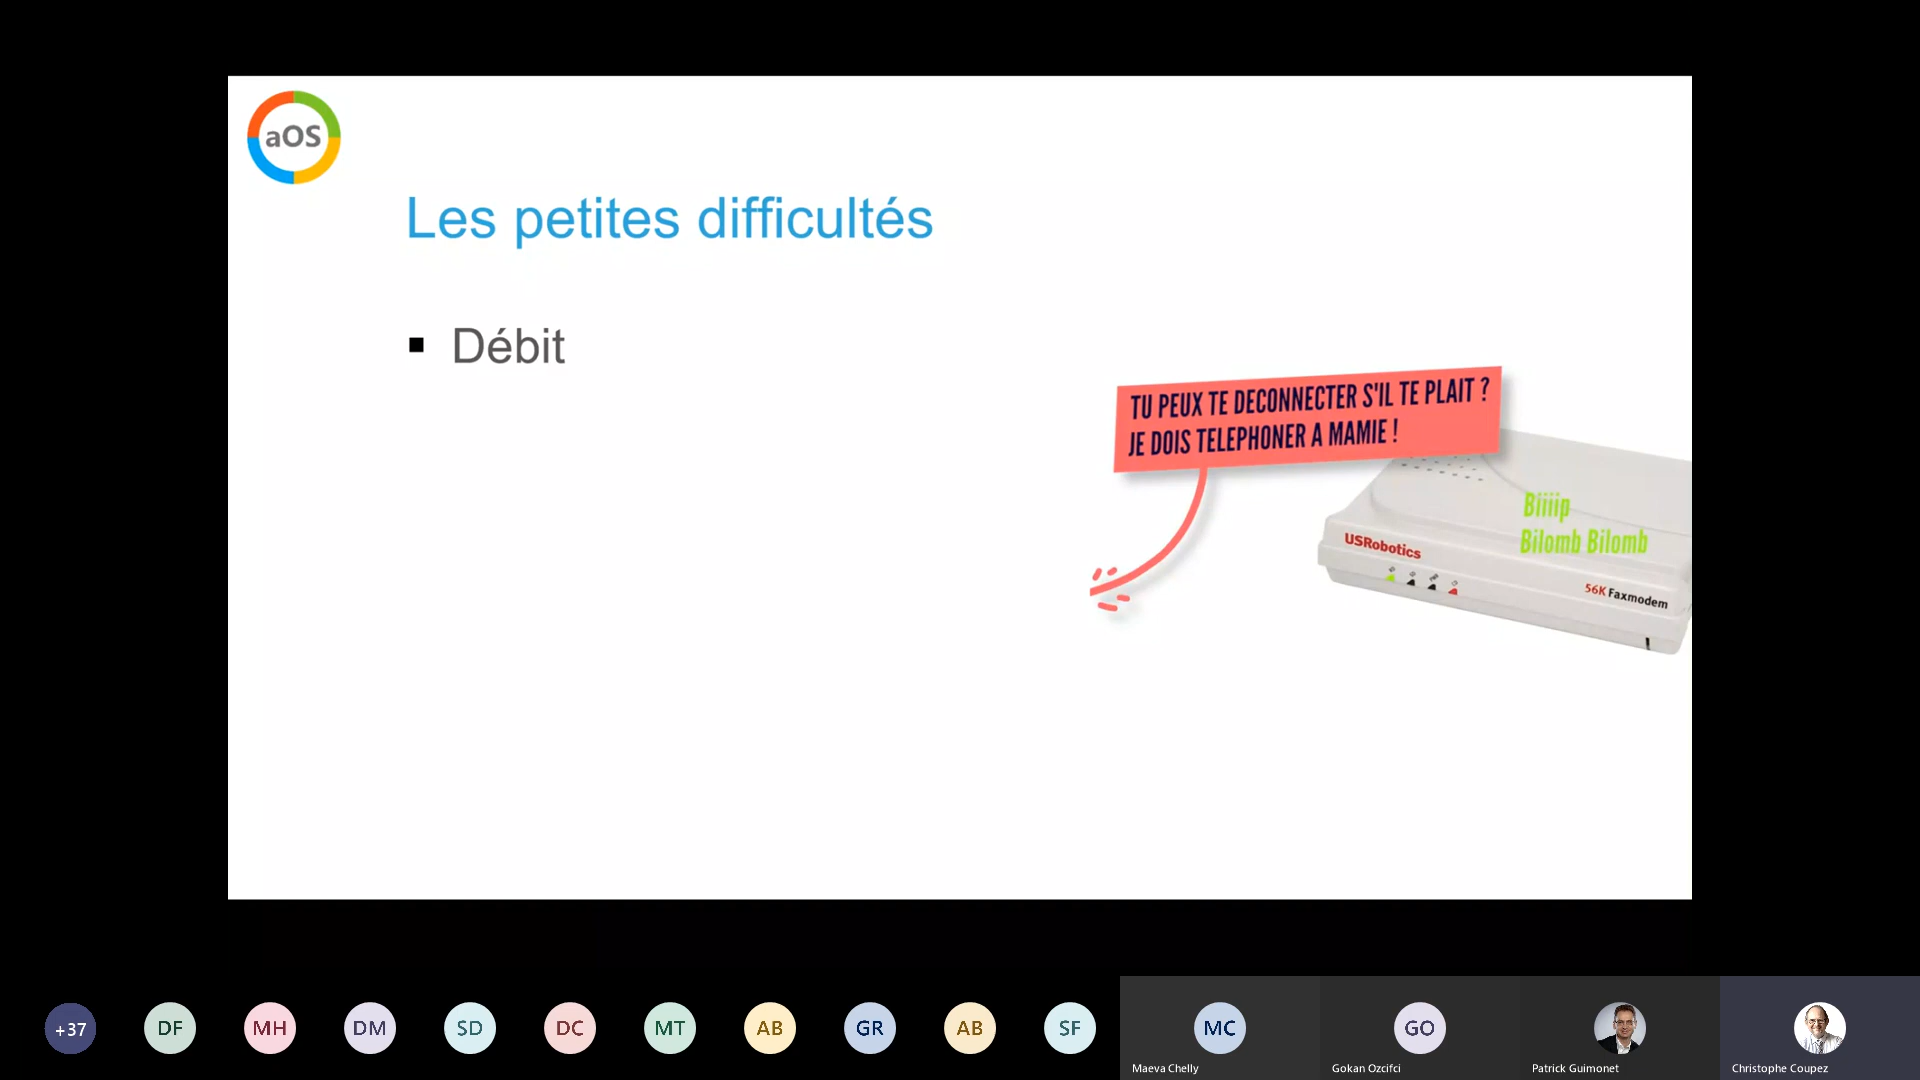 aOS
Les petites difficultés
▪ Débit
TU PEUX TE DECONNECTER S'IL TE PLAIT ?
JE DOIS TELEPHONER A MAMIE !
Biiiip
Bilomb Bilomb
USRobotics
56K Faxmodem
+37
DF
MH
DM
SD
DC
MT
AB
GR
AB
SF
MC
GO
Maeva Chelly
Gokan Ozcifci
Patrick Guimonet
Christophe Coupez